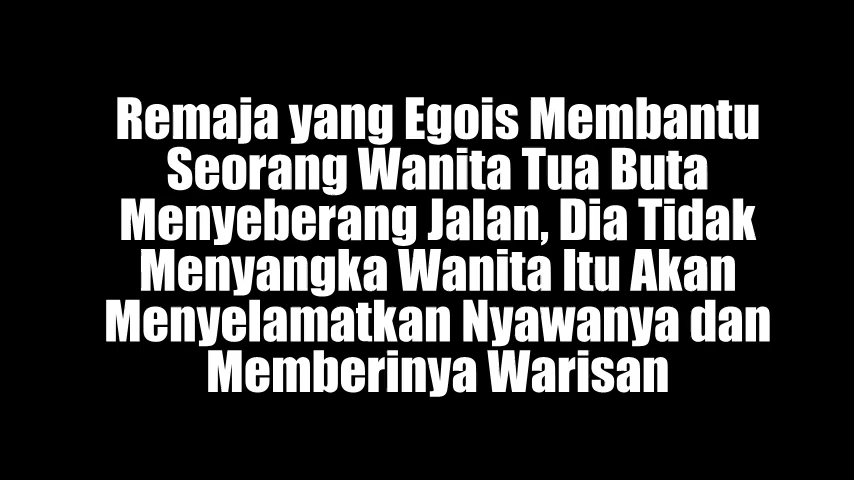 Remaja yang Egois Membantu
Seorang Wanita Tua Buta
Menyeberang Jalan, Dia Tidak
Menyangka Wanita Itu Akan
Menyelamatkan Nyawanya dan
Memberinya Warisan